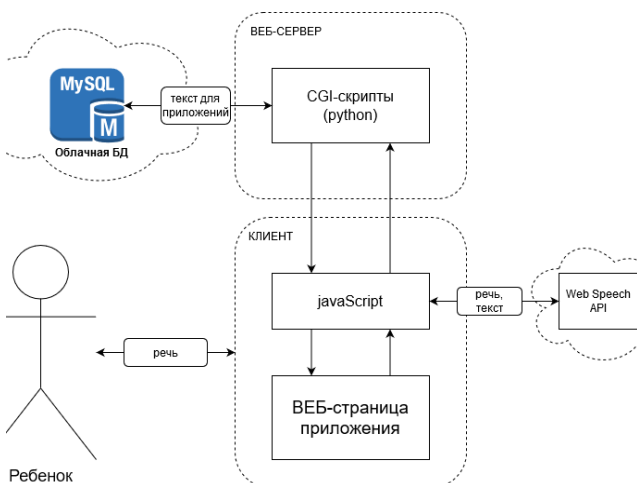 ВЕБ-СЕРВЕР
MySQL
M
Облачная БД
текст для
приложений
CGI-скрипты
(python)
КЛИЕНТ
javaScript
речь,
текст
Web Speech
API
речь
ВЕБ-страница
приложения
Ребенок